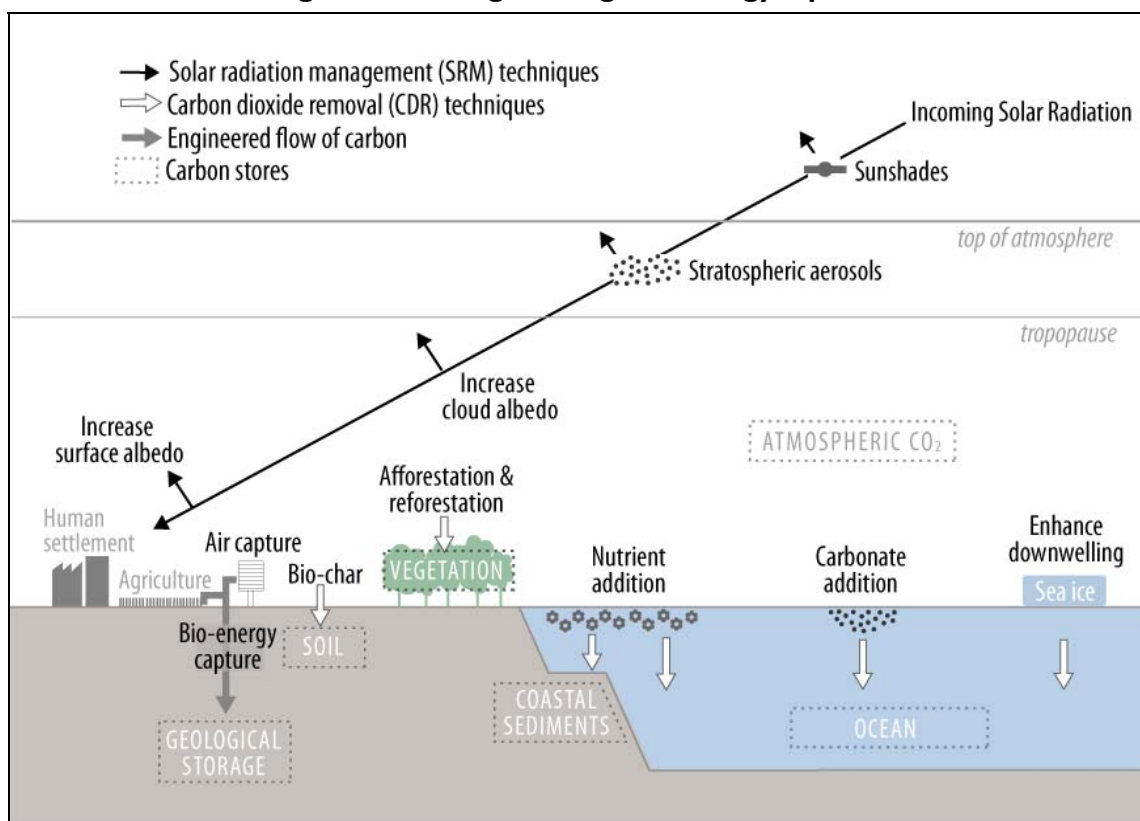 Solar radiation management (SRM) techniques
Carbon dioxide removal (CDR) techniques
Engineered flow of carbon
Carbon stores
Incoming Solar Radiation
Sunshades
top of atmosphere
Stratospheric aerosols
tropopause
Increase
cloud albedo
Increase
surface albedo
ATMOSPHERIC CO₂
Afforestation &
reforestation
Human
settlement
Agriculture
Air capture
Bio-char
VEGETATION
Nutrient
addition
Carbonate
addition
Enhance
downwelling
Sea ice
Bio-energy
capture
SOIL
GEOLOGICAL
STORAGE
COASTAL
SEDIMENTS
OCEAN